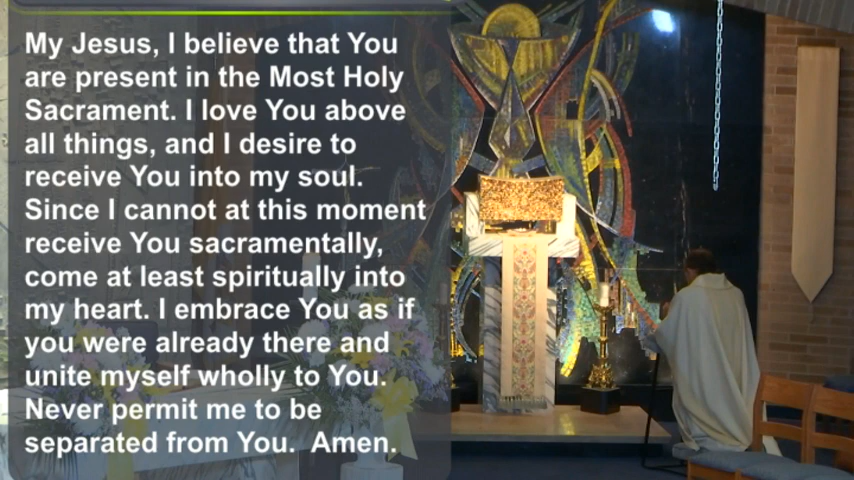 My Jesus, I believe that You
are present in the Most Holy
Sacrament. I love You above
all things, and I desire to
receive You into my soul.
Since I cannot at this moment
receive You sacramentally,
come at least spiritually into
my heart. I embrace You as if
you were already there and
unite myself wholly to You.
Never permit me to be
separated from You.  Amen.